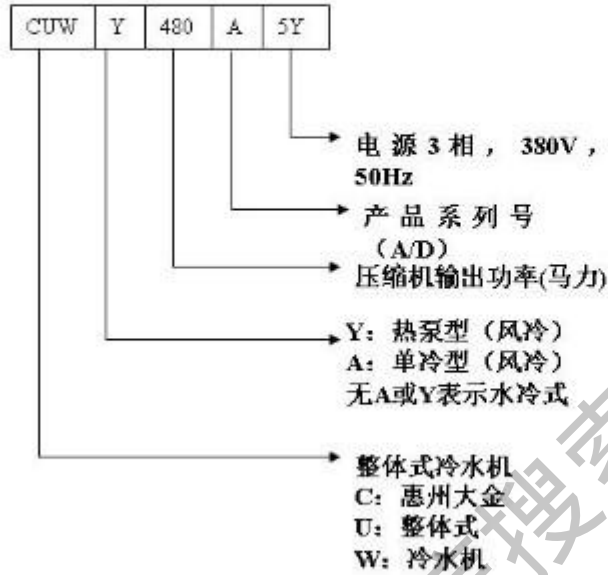 CUW Y 480 A 5Y
电源3相，380V，
50Hz
产品系列号
（A/D）
压缩机输出功率(马力)
Y：热泵型（风冷）
A：单冷型（风冷）
无A或Y表示水冷式
整体式冷水机
C：惠州大金
U：整体式
W：冷水机
搜索